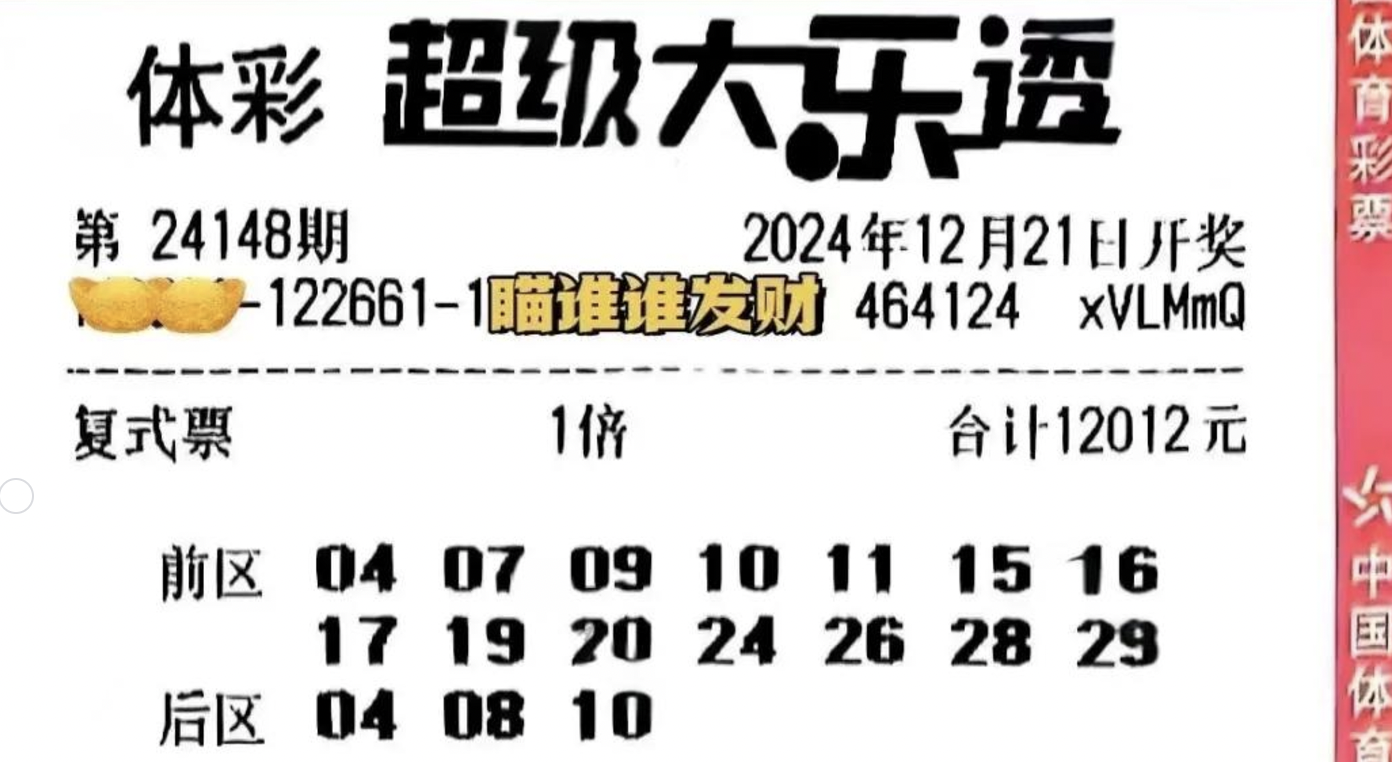 体彩 超级大乐透
第 24148期 2024年12月21日开奖
-122661-1 瞄谁谁发财 464124 xVLMmQ
复式票 1倍 合计12012元
前区 04 07 09 10 11 15 16
17 19 20 24 26 28 29
后区 04 08 10
体育彩票
中国体育